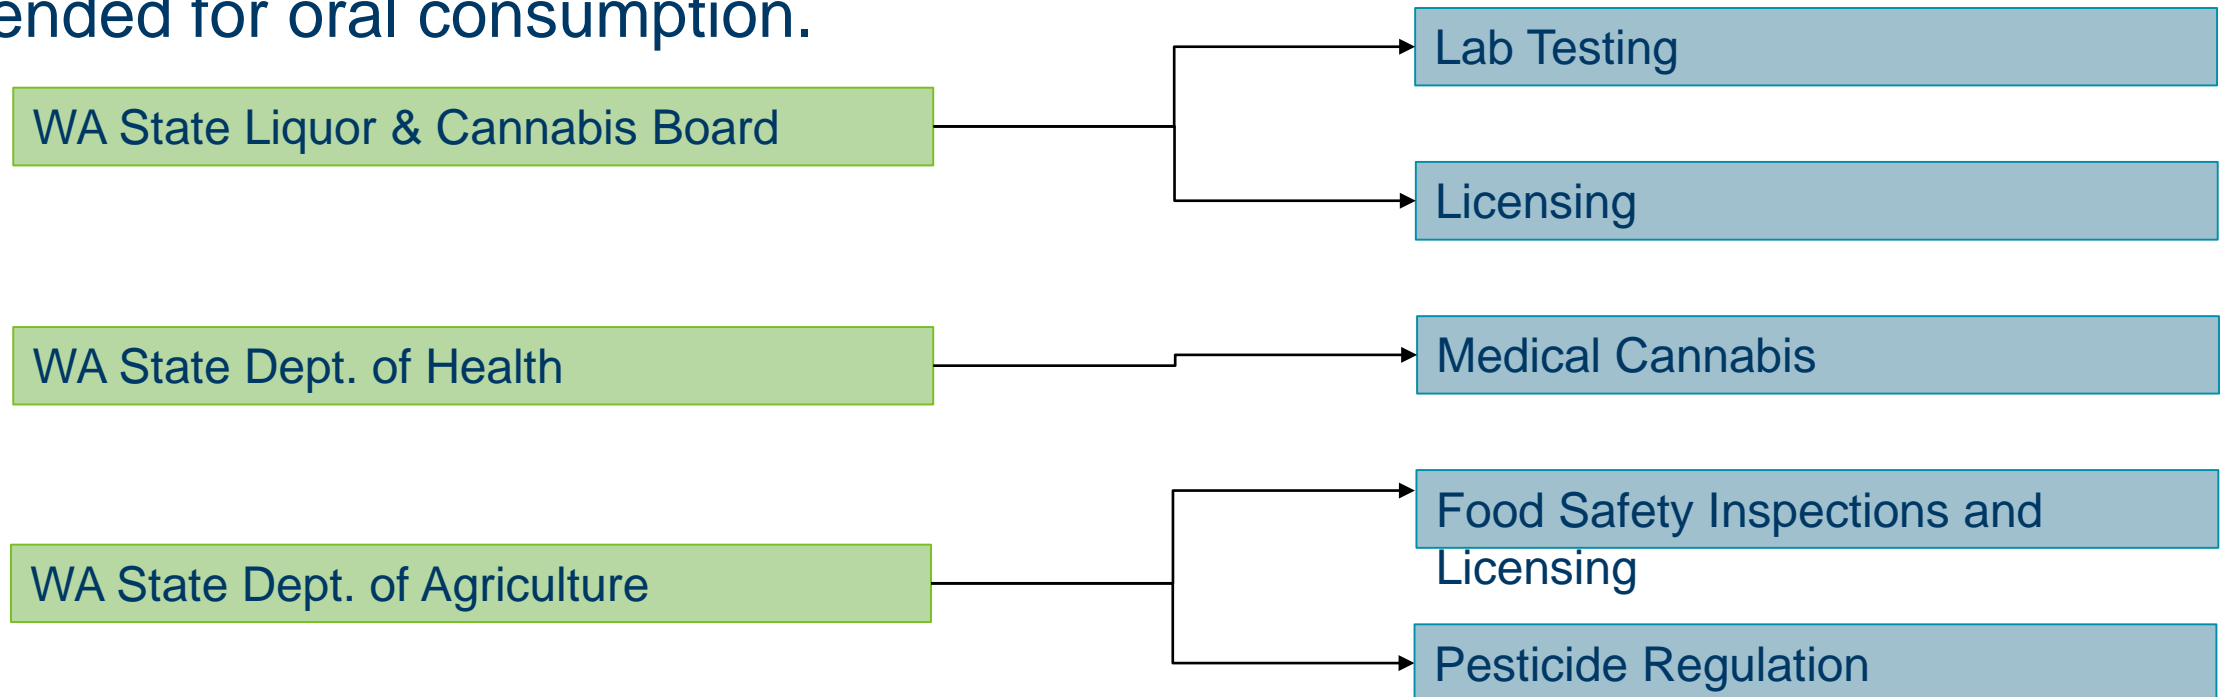 ended for oral consumption.
WA State Liquor & Cannabis Board
Lab Testing
Licensing
WA State Dept. of Health
Medical Cannabis
WA State Dept. of Agriculture
Food Safety Inspections and
Licensing
Pesticide Regulation